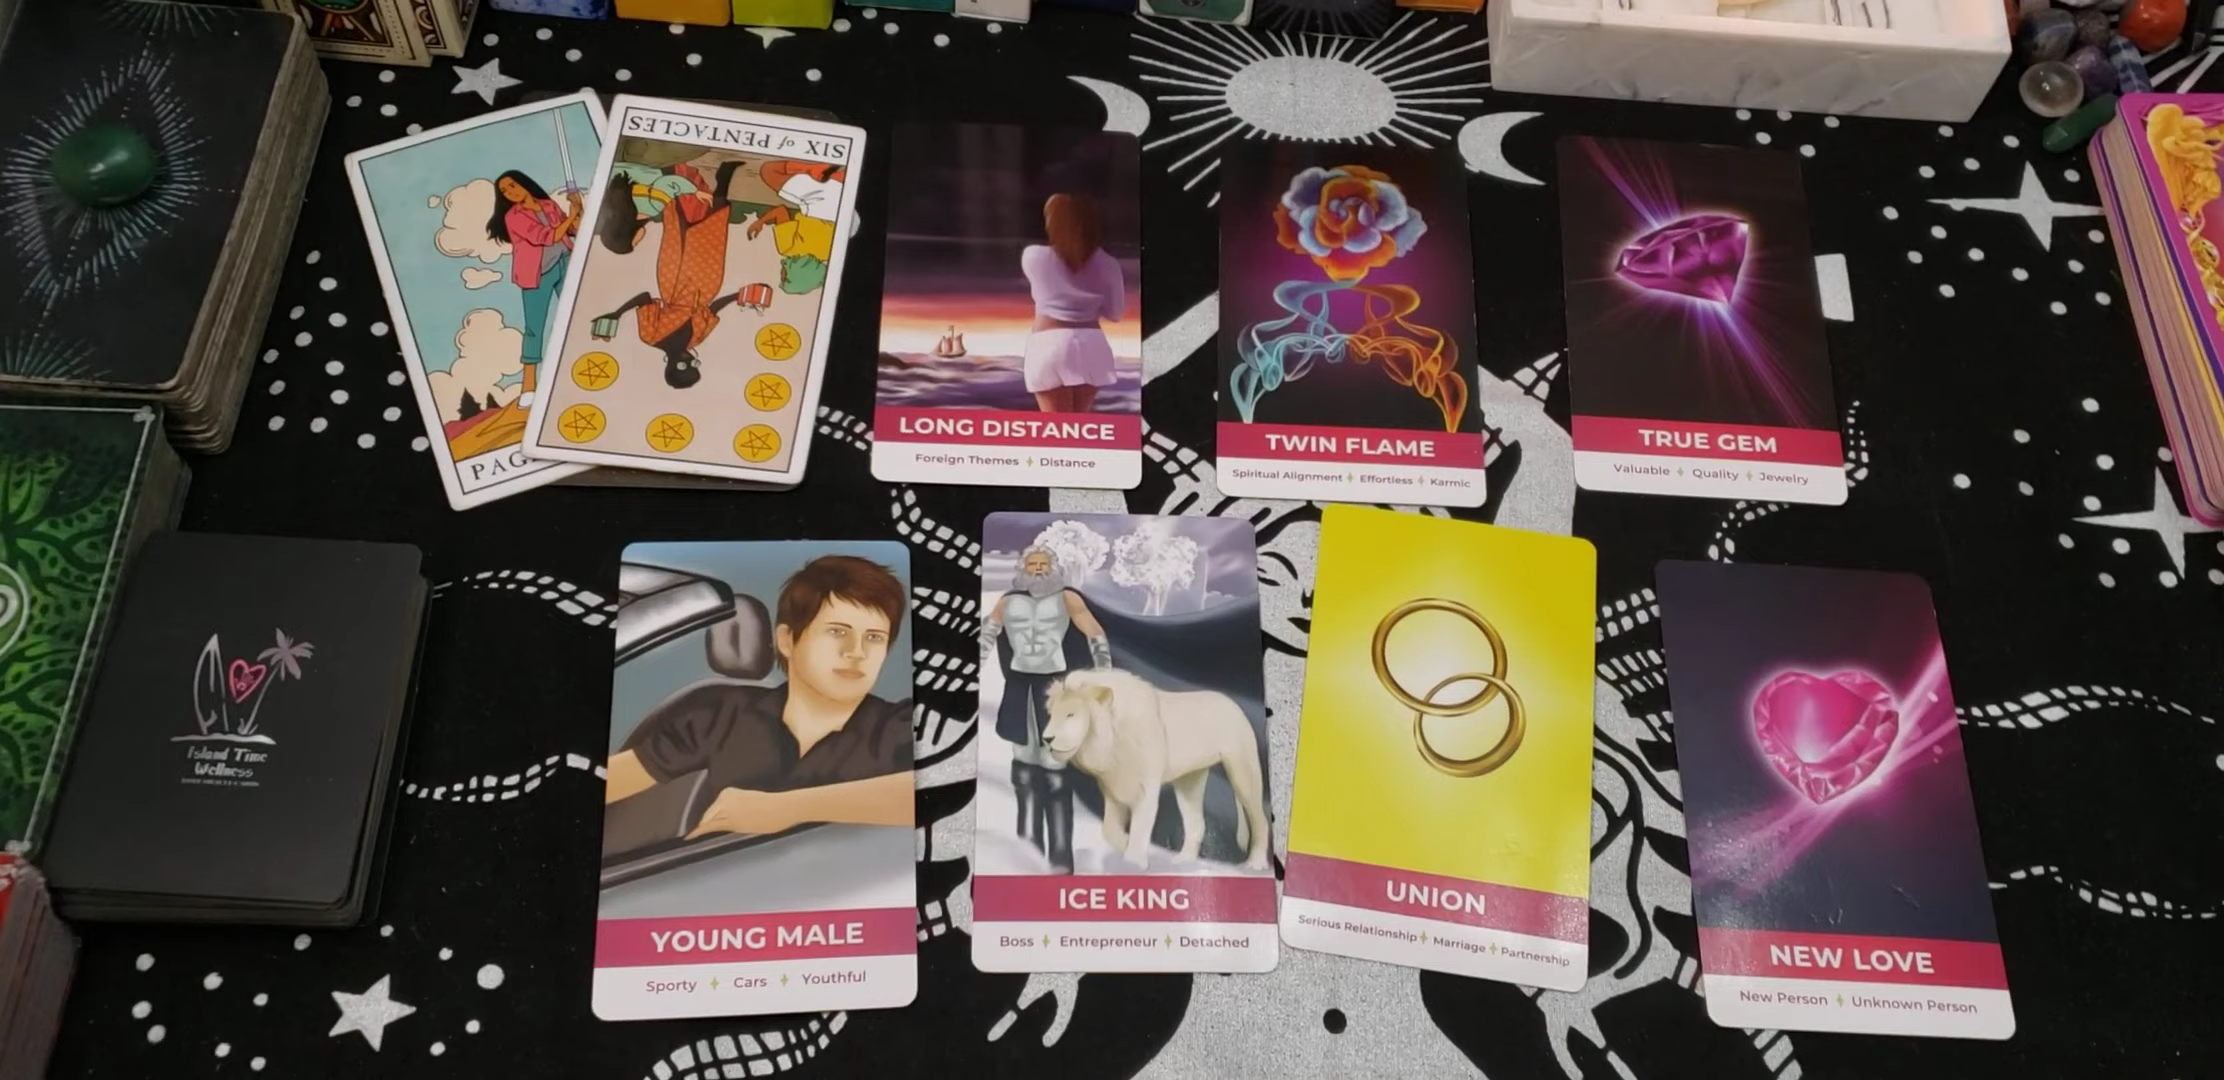 SIX of PENTACLES
PAG
LONG DISTANCE
Foreign Themes ✦ Distance
TWIN FLAME
Spiritual Alignment ✦ Effortless ✦ Karmic
TRUE GEM
Valuable ✦ Quality ✦ Jewelry
Island Time
Wellness
YOUNG MALE
Sporty ✦ Cars ✦ Youthful
ICE KING
Boss ✦ Entrepreneur ✦ Detached
UNION
Serious Relationship ✦ Marriage ✦ Partnership
NEW LOVE
New Person ✦ Unknown Person